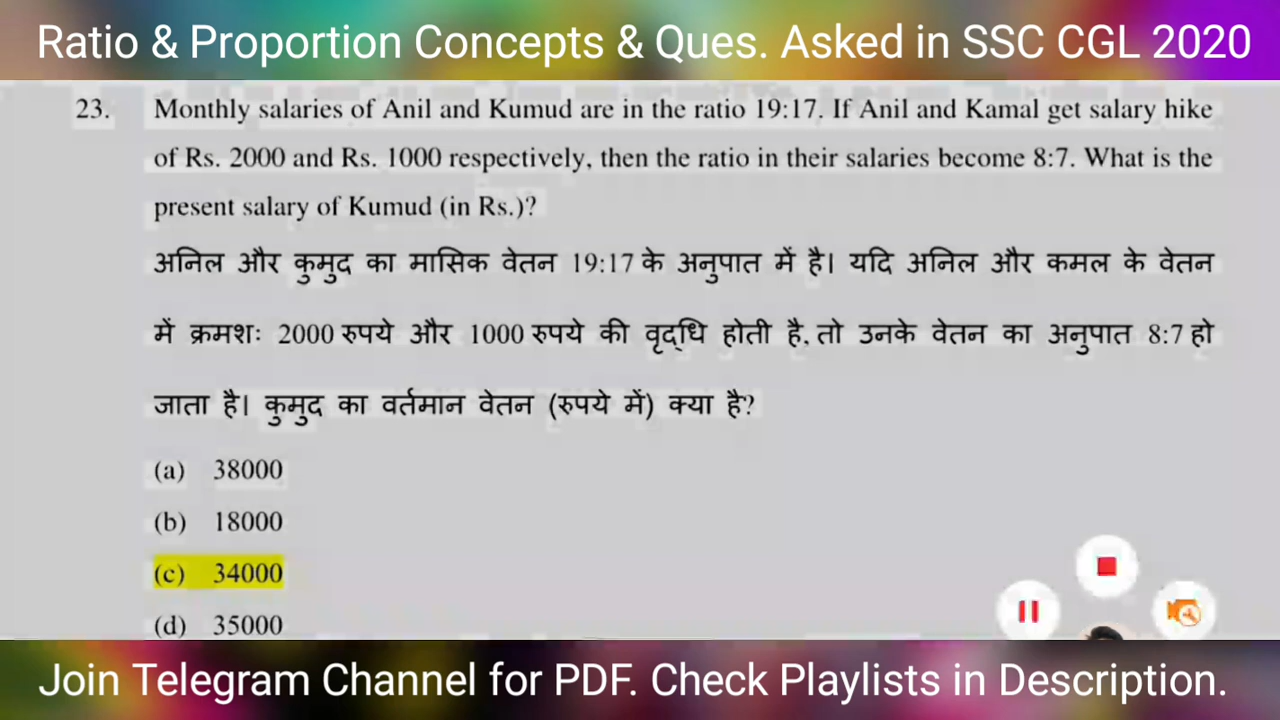 Ratio & Proportion Concepts & Ques. Asked in SSC CGL 2020
23. Monthly salaries of Anil and Kumud are in the ratio 19:17. If Anil and Kamal get salary hike
of Rs. 2000 and Rs. 1000 respectively, then the ratio in their salaries become 8:7. What is the
present salary of Kumud (in Rs.)?
अनिल और कुमुद का मासिक वेतन 19:17 के अनुपात में है। यदि अनिल और कमल के वेतन
में क्रमशः 2000 रुपये और 1000 रुपये की वृद्धि होती है, तो उनके वेतन का अनुपात 8:7 हो
जाता है। कुमुद का वर्तमान वेतन (रुपये में) क्या है?
(a) 38000
(b) 18000
(c) 34000
(d) 35000
Join Telegram Channel for PDF. Check Playlists in Description.